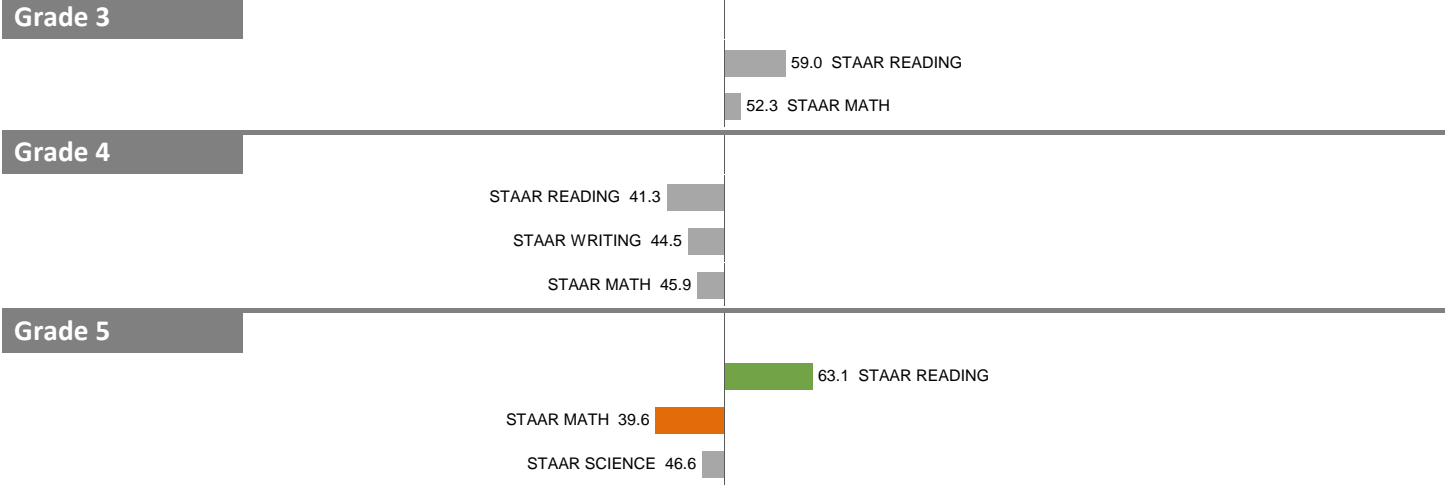 Grade 3
59.0 STAAR READING
52.3 STAAR MATH
Grade 4
STAAR READING 41.3
STAAR WRITING 44.5
STAAR MATH 45.9
Grade 5
63.1 STAAR READING
STAAR MATH 39.6
STAAR SCIENCE 46.6